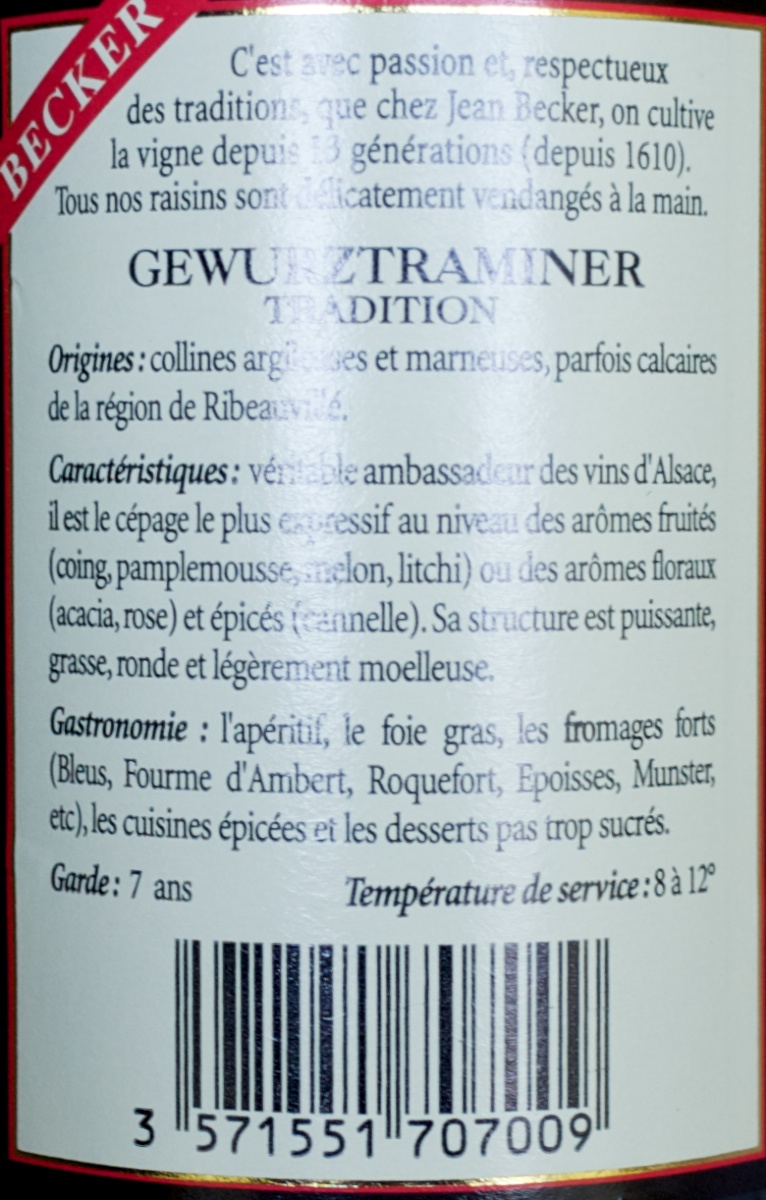 BECKER
C'est avec passion et, respectueux
des traditions, que chez Jean Becker, on cultive
la vigne depuis 13 générations (depuis 1610).
Tous nos raisins sont délicatement vendangés à la main.
GEWURZTRAMINER
TRADITION
Origines : collines argileuses et marneuses, parfois calcaires
de la région de Ribeauvillé.
Caractéristiques : véritable ambassadeur des vins d'Alsace,
il est le cépage le plus expressif au niveau des arômes fruités
(coing, pamplemousse, melon, litchi) ou des arômes floraux
(acacia, rose) et épicés (cannelle). Sa structure est puissante,
grasse, ronde et légèrement moelleuse.
Gastronomie : l'apéritif, le foie gras, les fromages forts
(Bleus, Fourme d'Ambert, Roquefort, Epoisses, Munster,
etc), les cuisines épicées et les desserts pas trop sucrés.
Garde : 7 ans Température de service : 8 à 12°
3 571551 707009